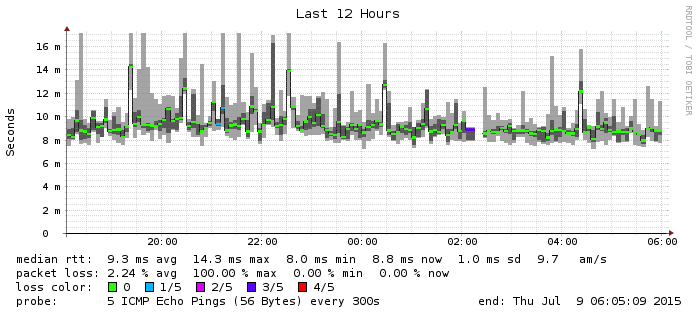 Last 12 Hours
RRDTOOL / TOBI OETIKER
Seconds
16 m
14 m
12 m
10 m
8 m
6 m
4 m
2 m
0
20:00 22:00 00:00 02:00 04:00 06:00
median rtt: 9.3 ms avg 14.3 ms max 8.0 ms min 8.8 ms now 1.0 ms sd 9.7 am/s
packet loss: 2.24 % avg 100.00 % max 0.00 % min 0.00 % now
loss color: 0 1/5 2/5 3/5 4/5
probe: 5 ICMP Echo Pings (56 Bytes) every 300s end: Thu Jul 9 06:05:09 2015